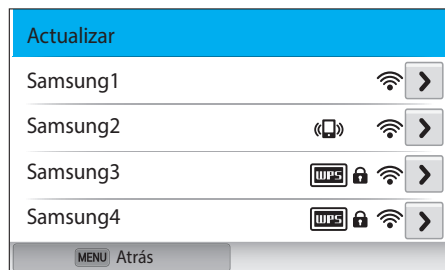 Actualizar
Samsung1
Samsung2
Samsung3 WPS
Samsung4 WPS
MENU Atrás